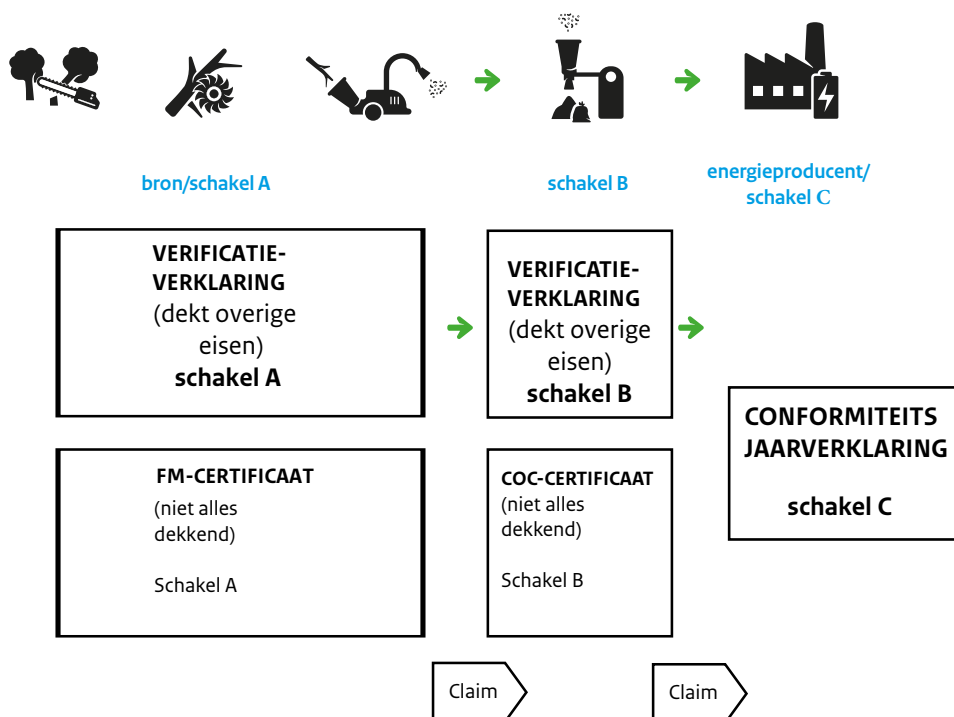 bron/schakel A
schakel B
energieproducent/
schakel C
VERIFICATIE-
VERKLARING
(dekt overige
eisen)
schakel A
VERIFICATIE-
VERKLARING
(dekt overige
eisen)
schakel B
FM-CERTIFICAAT
(niet alles
dekkend)
Schakel A
COC-CERTIFICAAT
(niet alles
dekkend)
Schakel B
CONFORMITEITS
JAARVERKLARING
schakel C
Claim
Claim